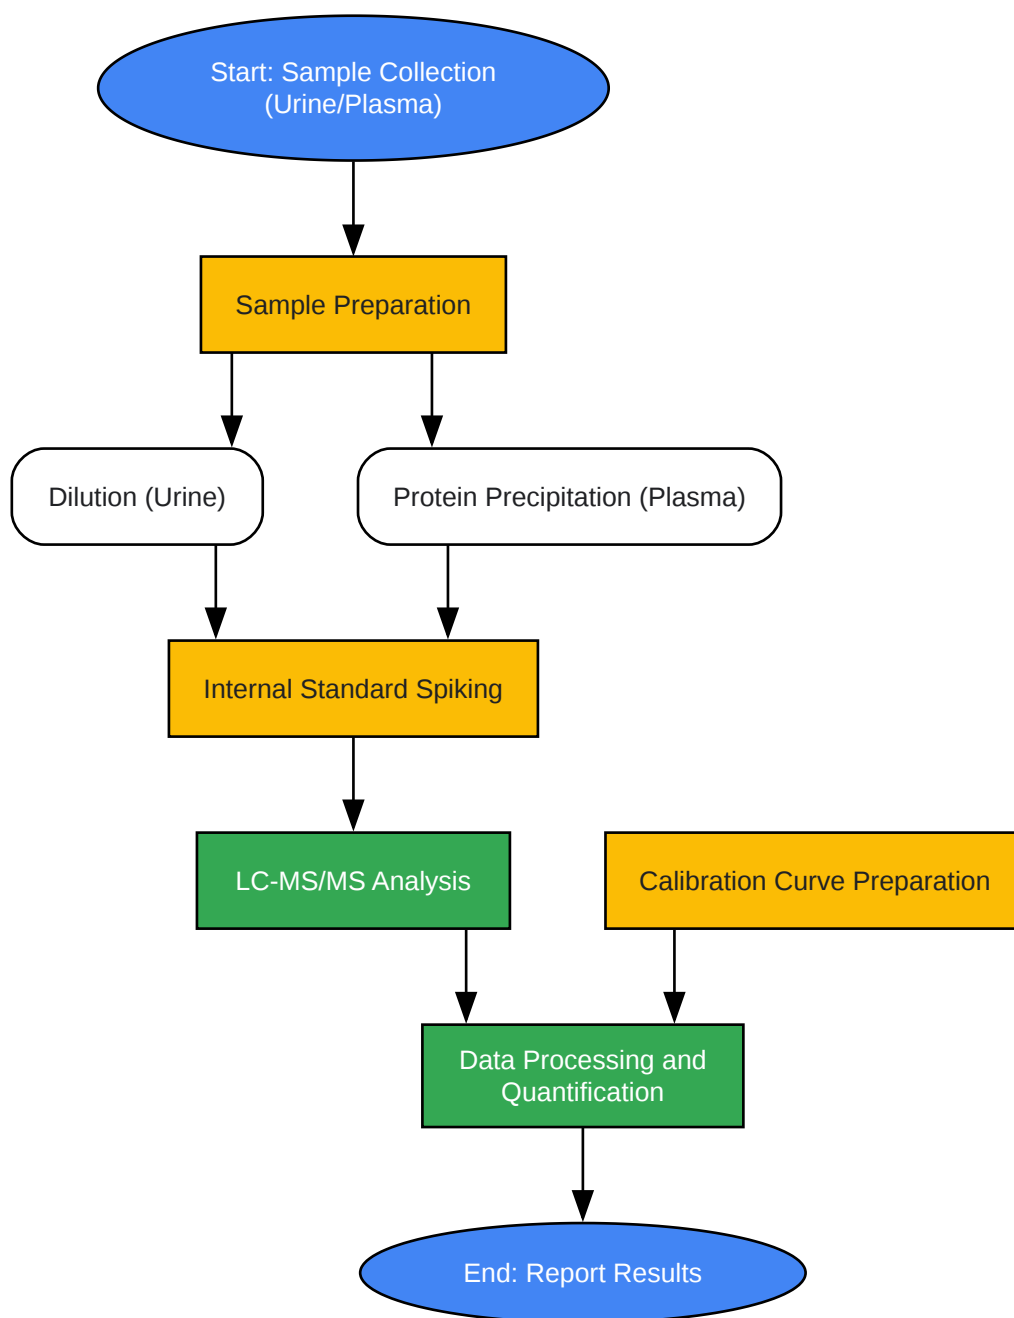 Start: Sample Collection
(Urine/Plasma)
Sample Preparation
Dilution (Urine)
Protein Precipitation (Plasma)
Internal Standard Spiking
LC-MS/MS Analysis
Calibration Curve Preparation
Data Processing and
Quantification
End: Report Results